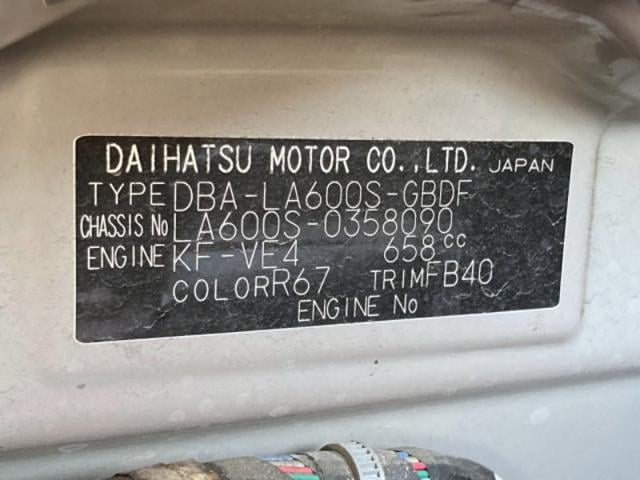 DAIHATSU MOTOR CO.,LTD. JAPAN
TYPE DBA-LA600S-GBDF
CHASSIS No LA600S-0358090
ENGINE KF-VE4 658cc
COLOR R67 TRIM FB40
ENGINE No